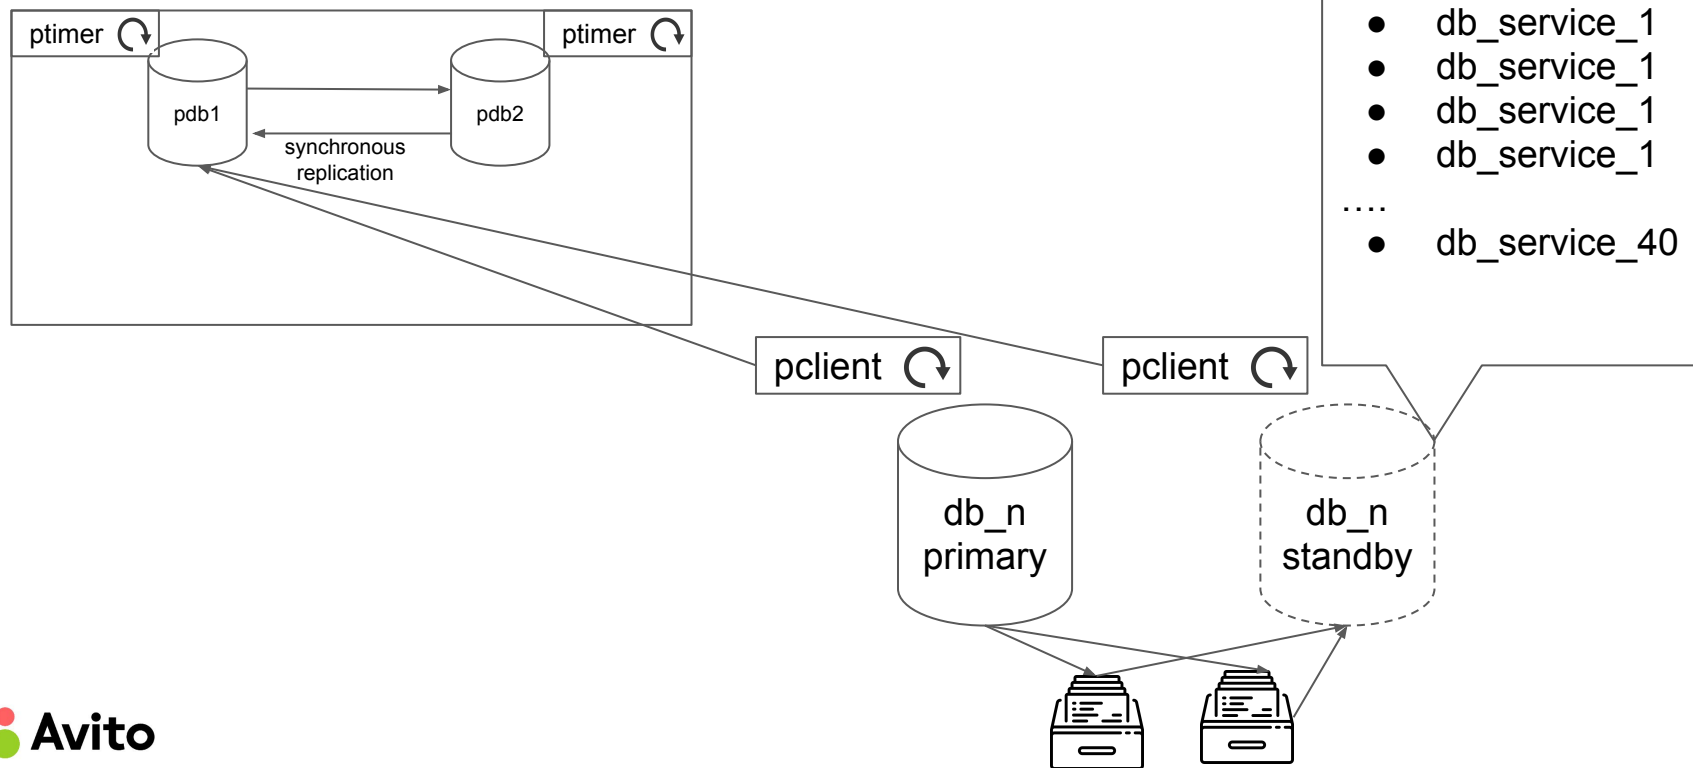 ptimer
ptimer
pdb1
pdb2
synchronous
replication
● db_service_1
● db_service_1
● db_service_1
● db_service_1
....
● db_service_40
pclient
pclient
db_n
primary
db_n
standby
Avito